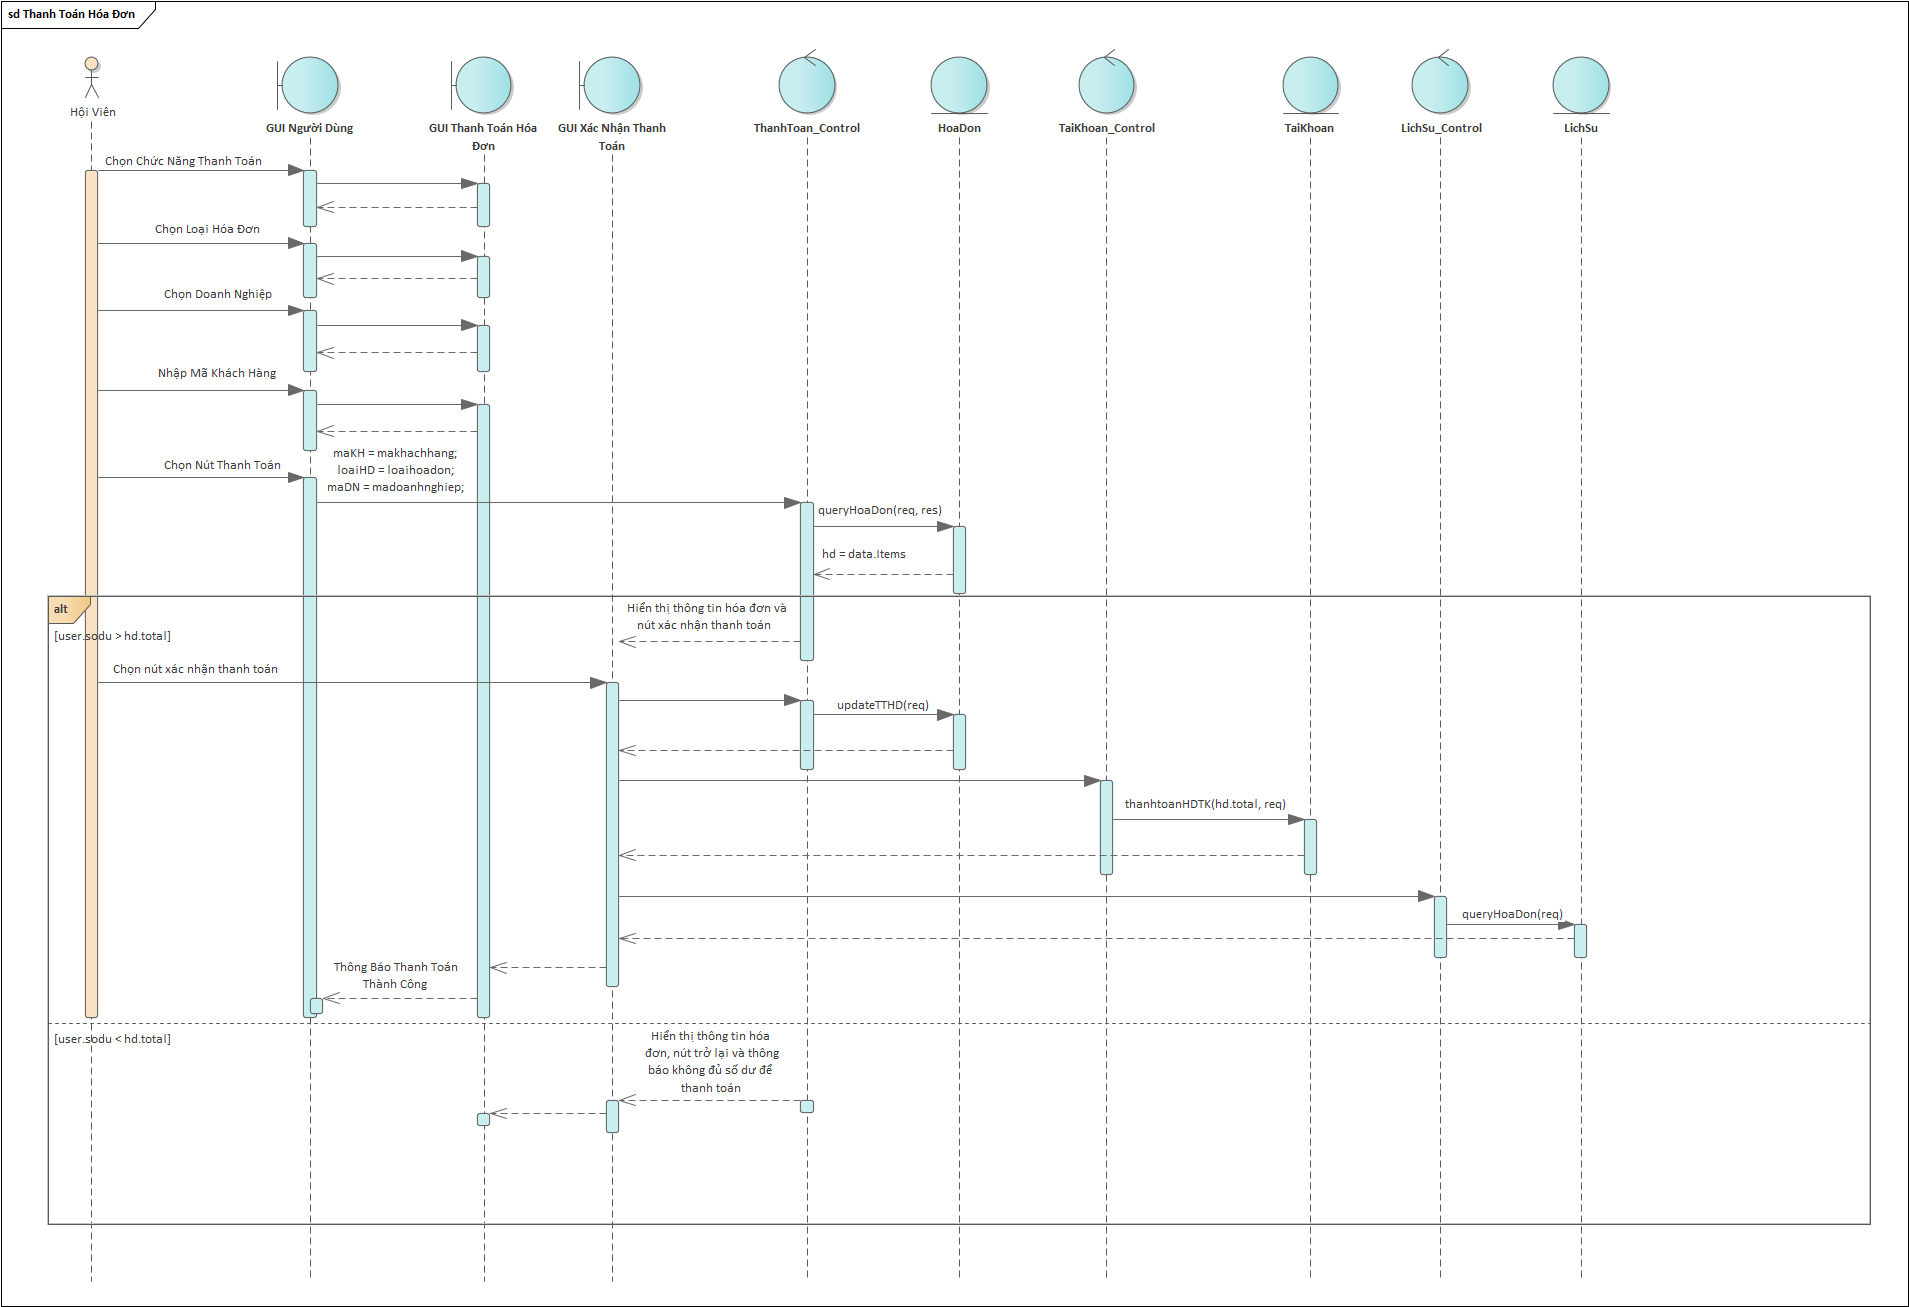 sd Thanh Toán Hóa Đơn
Hội Viên
GUI Người Dùng
GUI Thanh Toán Hóa
Đơn
GUI Xác Nhận Thanh
Toán
ThanhToan_Control
HoaDon
TaiKhoan_Control
TaiKhoan
LichSu_Control
LichSu
Chọn Chức Năng Thanh Toán
Chọn Loại Hóa Đơn
Chọn Doanh Nghiệp
Nhập Mã Khách Hàng
Chọn Nút Thanh Toán
maKH = makhachhang;
loaiHD = loaihoadon;
maDN = madoanhnghiep;
queryHoaDon(req, res)
hd = data.Items
alt
[user.sodu > hd.total]
Hiển thị thông tin hóa đơn và
nút xác nhận thanh toán
Chọn nút xác nhận thanh toán
updateTTHD(req)
thanhtoanHDTK(hd.total, req)
queryHoaDon(req)
Thông Báo Thanh Toán
Thành Công
[user.sodu < hd.total]
Hiển thị thông tin hóa
đơn, nút trở lại và thông
báo không đủ số dư để
thanh toán